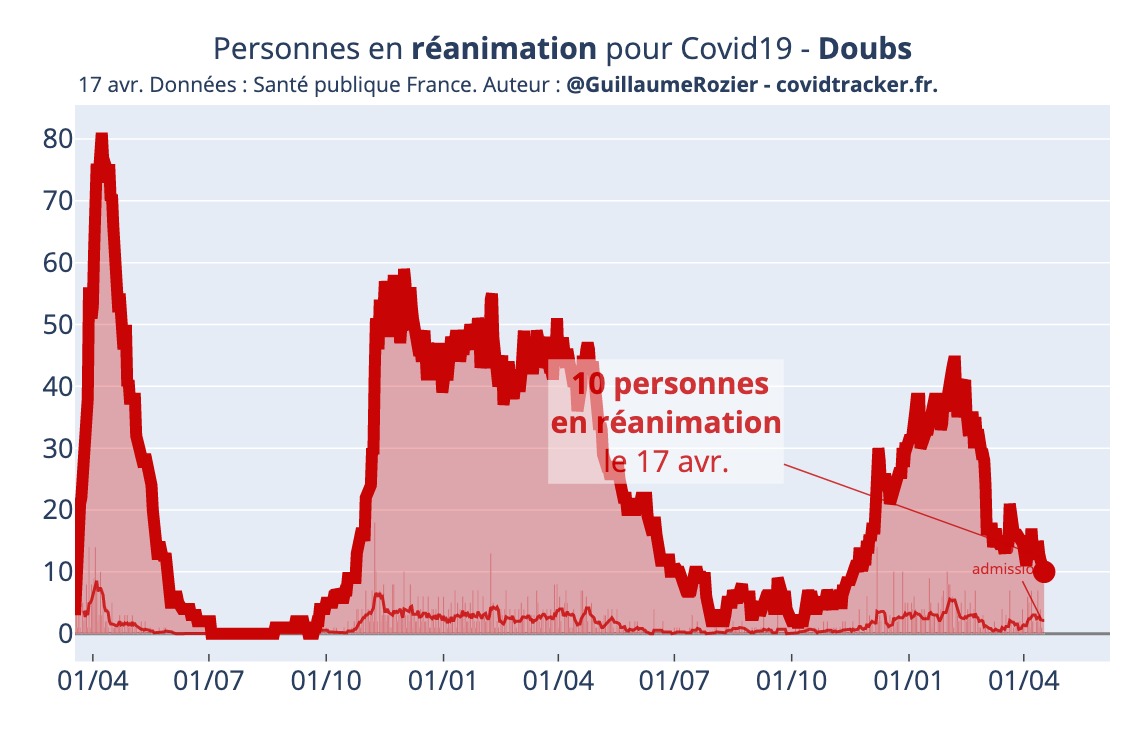 Personnes en réanimation pour Covid19 - Doubs
17 avr. Données : Santé publique France. Auteur : @GuillaumeRozier - covidtracker.fr.
80
70
60
50
40
30
20
10
0
10 personnes
en réanimation
le 17 avr.
01/04 01/07 01/10 01/01 01/04 01/07 01/10 01/01 01/04